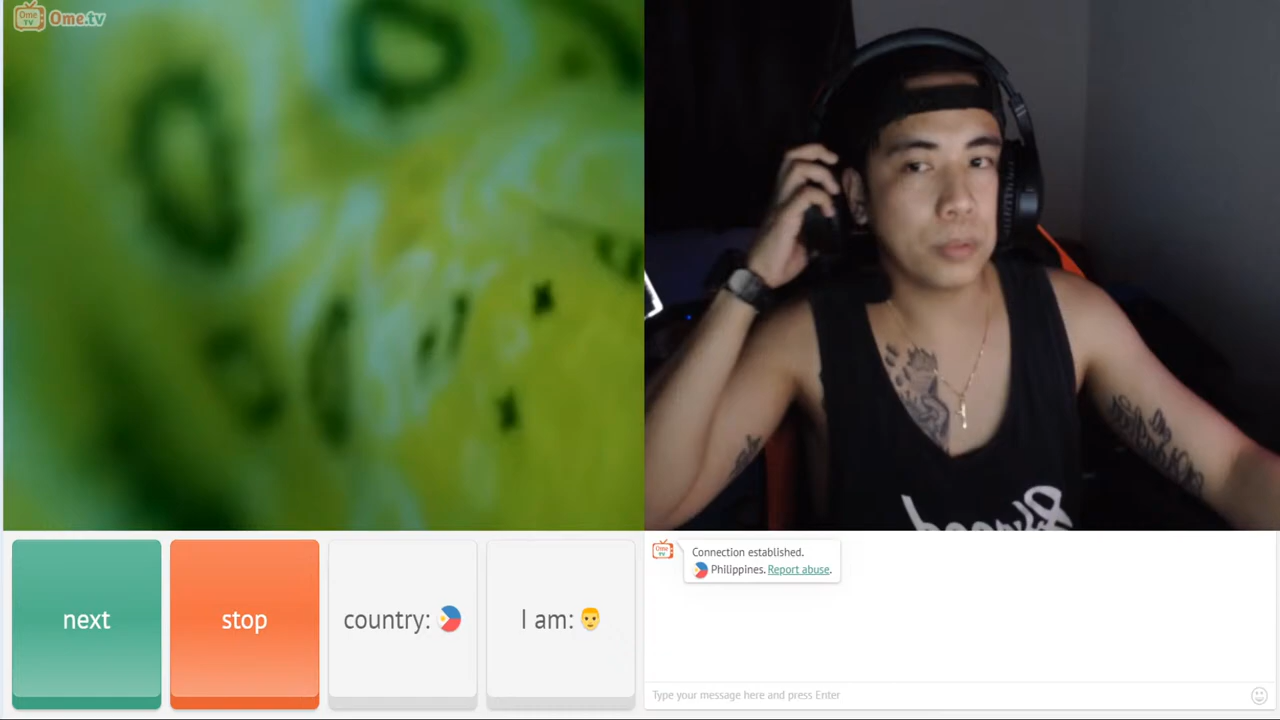 Ome.tv
Connection established.
Philippines. Report abuse.
next
stop
country:
I am:
Type your message here and press Enter